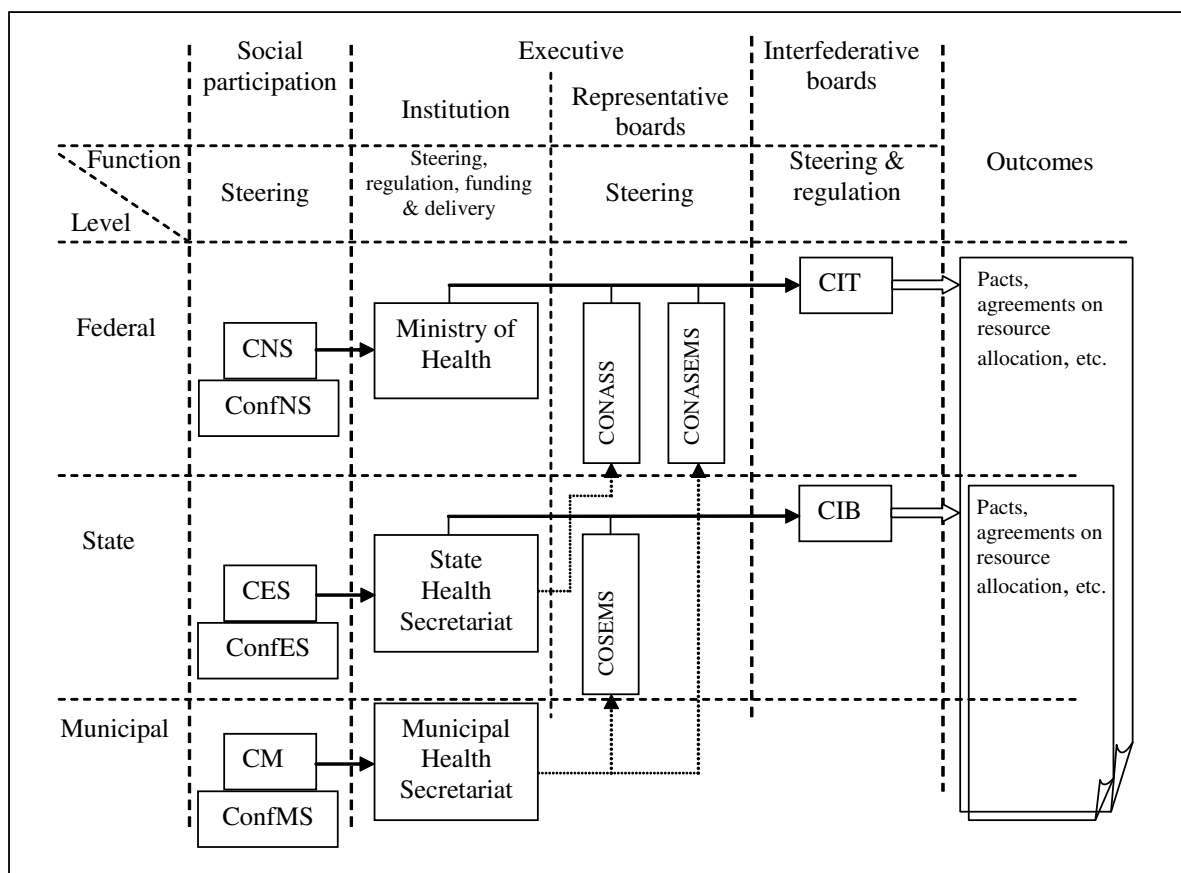 Social
participation
Executive
Interfederative
boards
Institution
Representative
boards
Function
Level
Steering
Steering,
regulation, funding
& delivery
Steering
Steering &
regulation
Outcomes
Federal
CNS
ConfNS
Ministry of
Health
CONASS
CONASEMS
CIT
Pacts,
agreements on
resource
allocation, etc.
State
CES
ConfES
State
Health
Secretariat
COSEMS
CIB
Pacts,
agreements on
resource
allocation, etc.
Municipal
CM
ConfMS
Municipal
Health
Secretariat